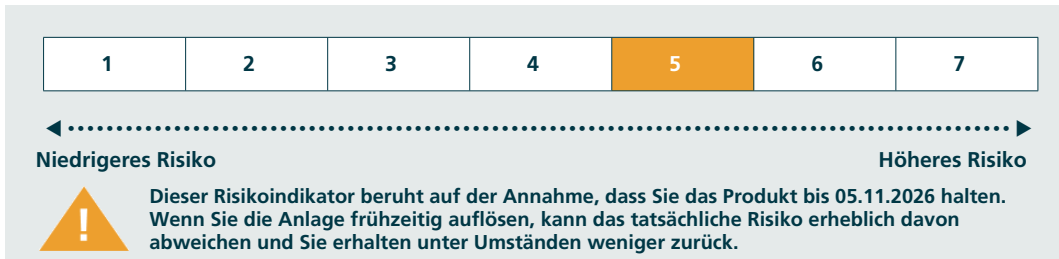 1 2 3 4 5 6 7
Niedrigeres Risiko Höheres Risiko
Dieser Risikoindikator beruht auf der Annahme, dass Sie das Produkt bis 05.11.2026 halten.
Wenn Sie die Anlage frühzeitig auflösen, kann das tatsächliche Risiko erheblich davon
abweichen und Sie erhalten unter Umständen weniger zurück.
!